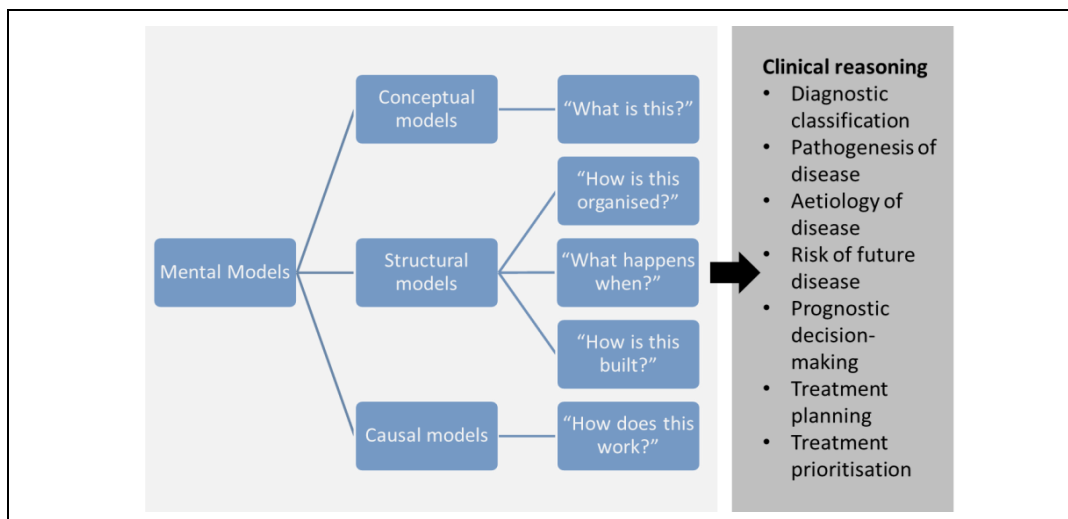 Mental Models
Conceptual
models
Structural
models
Causal models
“What is this?”
“How is this
organised?”
“What happens
when?”
“How is this
built?”
“How does this
work?”
Clinical reasoning
• Diagnostic
classification
• Pathogenesis of
disease
• Aetiology of
disease
• Risk of future
disease
• Prognostic
decision-
making
• Treatment
planning
• Treatment
prioritisation